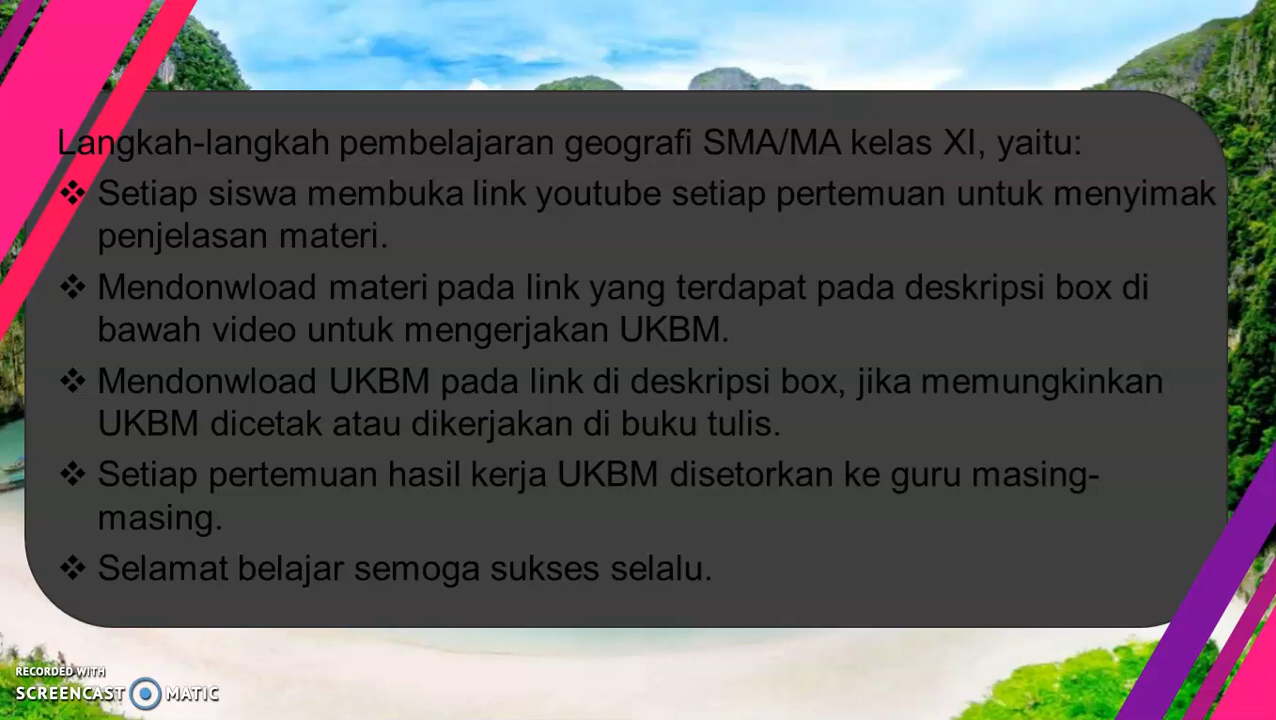 Langkah-langkah pembelajaran geografi SMA/MA kelas XI, yaitu:
❖ Setiap siswa membuka link youtube setiap pertemuan untuk menyimak
penjelasan materi.
❖ Mendonwload materi pada link yang terdapat pada deskripsi box di
bawah video untuk mengerjakan UKBM.
❖ Mendonwload UKBM pada link di deskripsi box, jika memungkinkan
UKBM dicetak atau dikerjakan di buku tulis.
❖ Setiap pertemuan hasil kerja UKBM disetorkan ke guru masing-
masing.
❖ Selamat belajar semoga sukses selalu.
RECORDED WITH
SCREENCAST MATIC